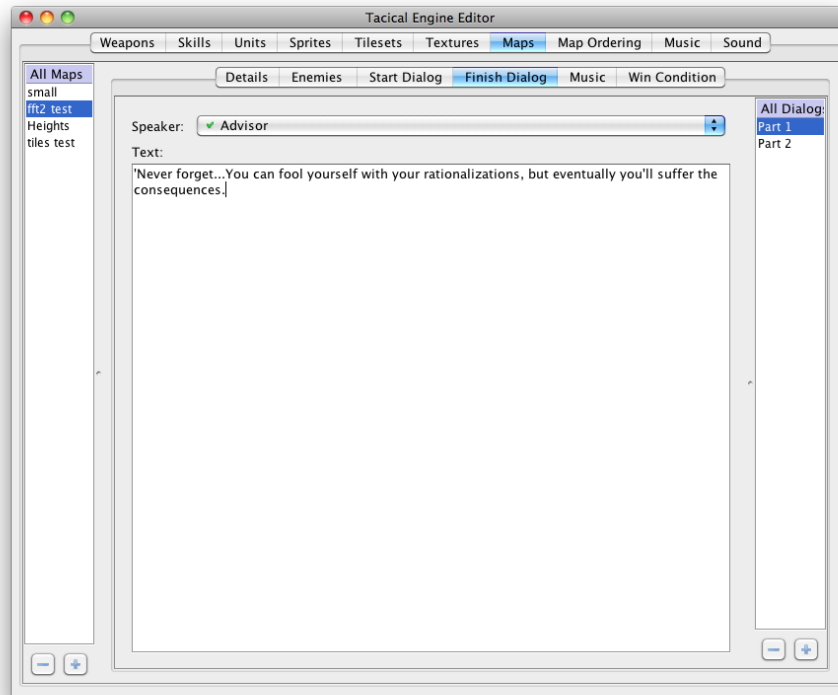 Tacical Engine Editor
Weapons Skills Units Sprites Tilesets Textures Maps Map Ordering Music Sound
All Maps
small
fft2 test
Heights
tiles test
Details Enemies Start Dialog Finish Dialog Music Win Condition
Speaker: Advisor
Text:
'Never forget...You can fool yourself with your rationalizations, but eventually you'll suffer the
consequences.
All Dialog:
Part 1
Part 2